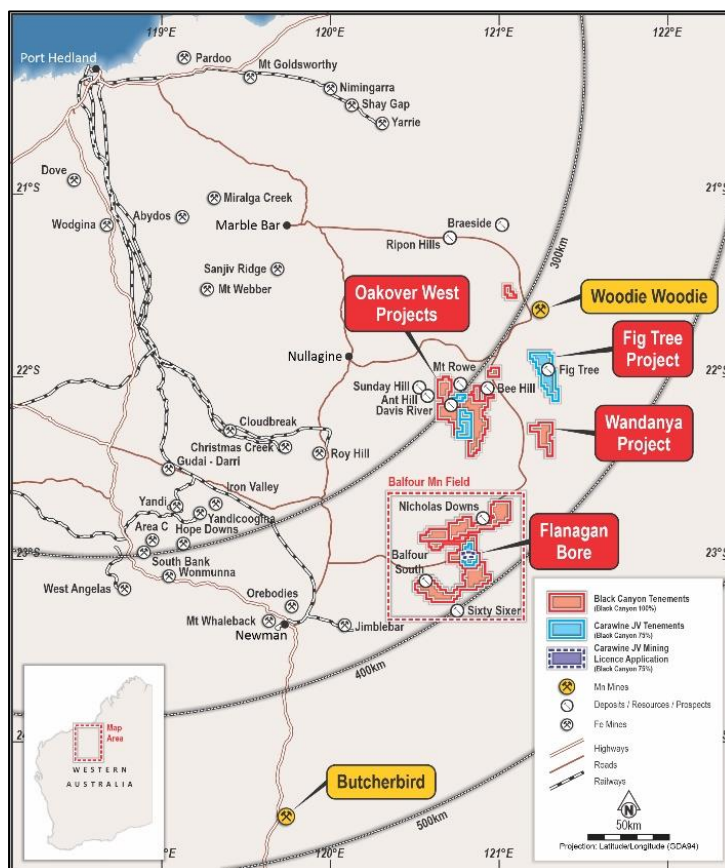 119°E
120°E
121°E
122°E
Port Hedland
Pardoo
Mt Goldsworthy
Nimingarra
Shay Gap
Yarrie
Dove
21°S
21°S
Miralga Creek
Abydos
Wodgina
Marble Bar
Braeside
Ripon Hills
300km
Sanjiv Ridge
Mt Webber
Oakover West
Projects
Woodie Woodie
Nullagine
22°S
22°S
Fig Tree
Project
Mt Rowe
Fig Tree
Sunday Hill
Bee Hill
Ant Hill
Davis River
Cloudbreak
Christmas Creek
Roy Hill
Wandanya
Project
Gudai - Darri
Iron Valley
Balfour Mn Field
Yandi
Yandicoogina
Nicholas Downs
Area C
Hope Downs
Flanagan
Bore
23°S
23°S
South Bank
Balfour
South
Wonmunna
West Angelas
Orebodies
Sixty Sixer
Mt Whaleback
Newman
Jimblebar
400km
Map
Area
WESTERN
AUSTRALIA
Butcherbird
500km
Black Canyon Tenements
(Black Canyon 100%)
Carawine JV Tenements
(Black Canyon 75%)
Carawine JV Mining
Licence Application
(Black Canyon 75%)
Mn Mines
Deposits / Resources / Prospects
Fe Mines
Highways
Roads
Railways
N
50km
Projection: Latitude/Longitude (GDA94)
120°E
121°E